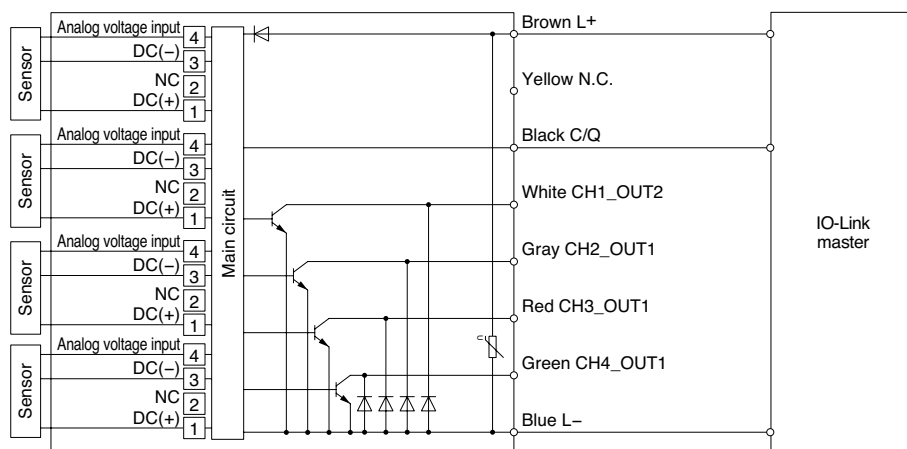 Sensor
Analog voltage input 4
DC(−) 3
NC 2
DC(+) 1
Sensor
Analog voltage input 4
DC(−) 3
NC 2
DC(+) 1
Sensor
Analog voltage input 4
DC(−) 3
NC 2
DC(+) 1
Sensor
Analog voltage input 4
DC(−) 3
NC 2
DC(+) 1
Main circuit
Brown L+
Yellow N.C.
Black C/Q
White CH1_OUT2
Gray CH2_OUT1
Red CH3_OUT1
Green CH4_OUT1
Blue L−
IO-Link
master